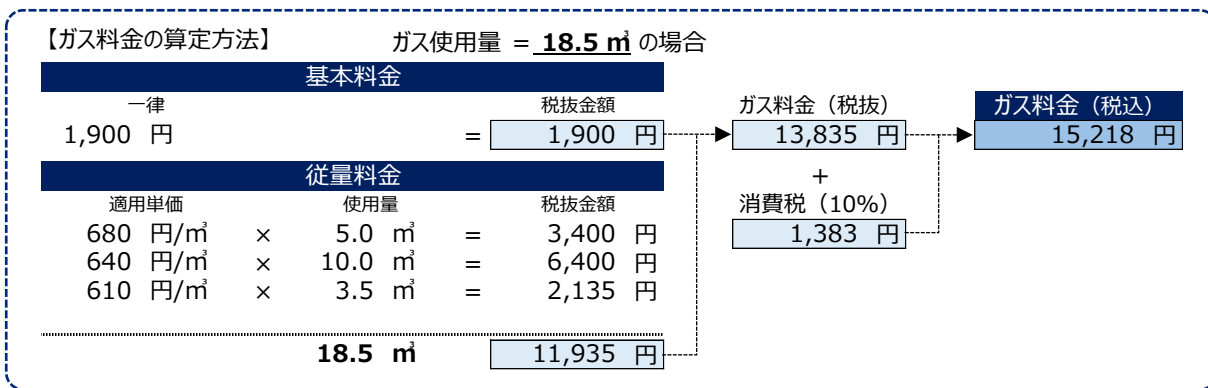 【ガス料金の算定方法】 ガス使用量 = 18.5 ㎥ の場合
基本料金
一律 税抜金額
1,900 円 = 1,900 円
従量料金
適用単価 使用量 税抜金額
680 円/㎥ × 5.0 ㎥ = 3,400 円
640 円/㎥ × 10.0 ㎥ = 6,400 円
610 円/㎥ × 3.5 ㎥ = 2,135 円
18.5 ㎥ 11,935 円
ガス料金（税抜）
13,835 円
+
消費税（10%）
1,383 円
ガス料金（税込）
15,218 円